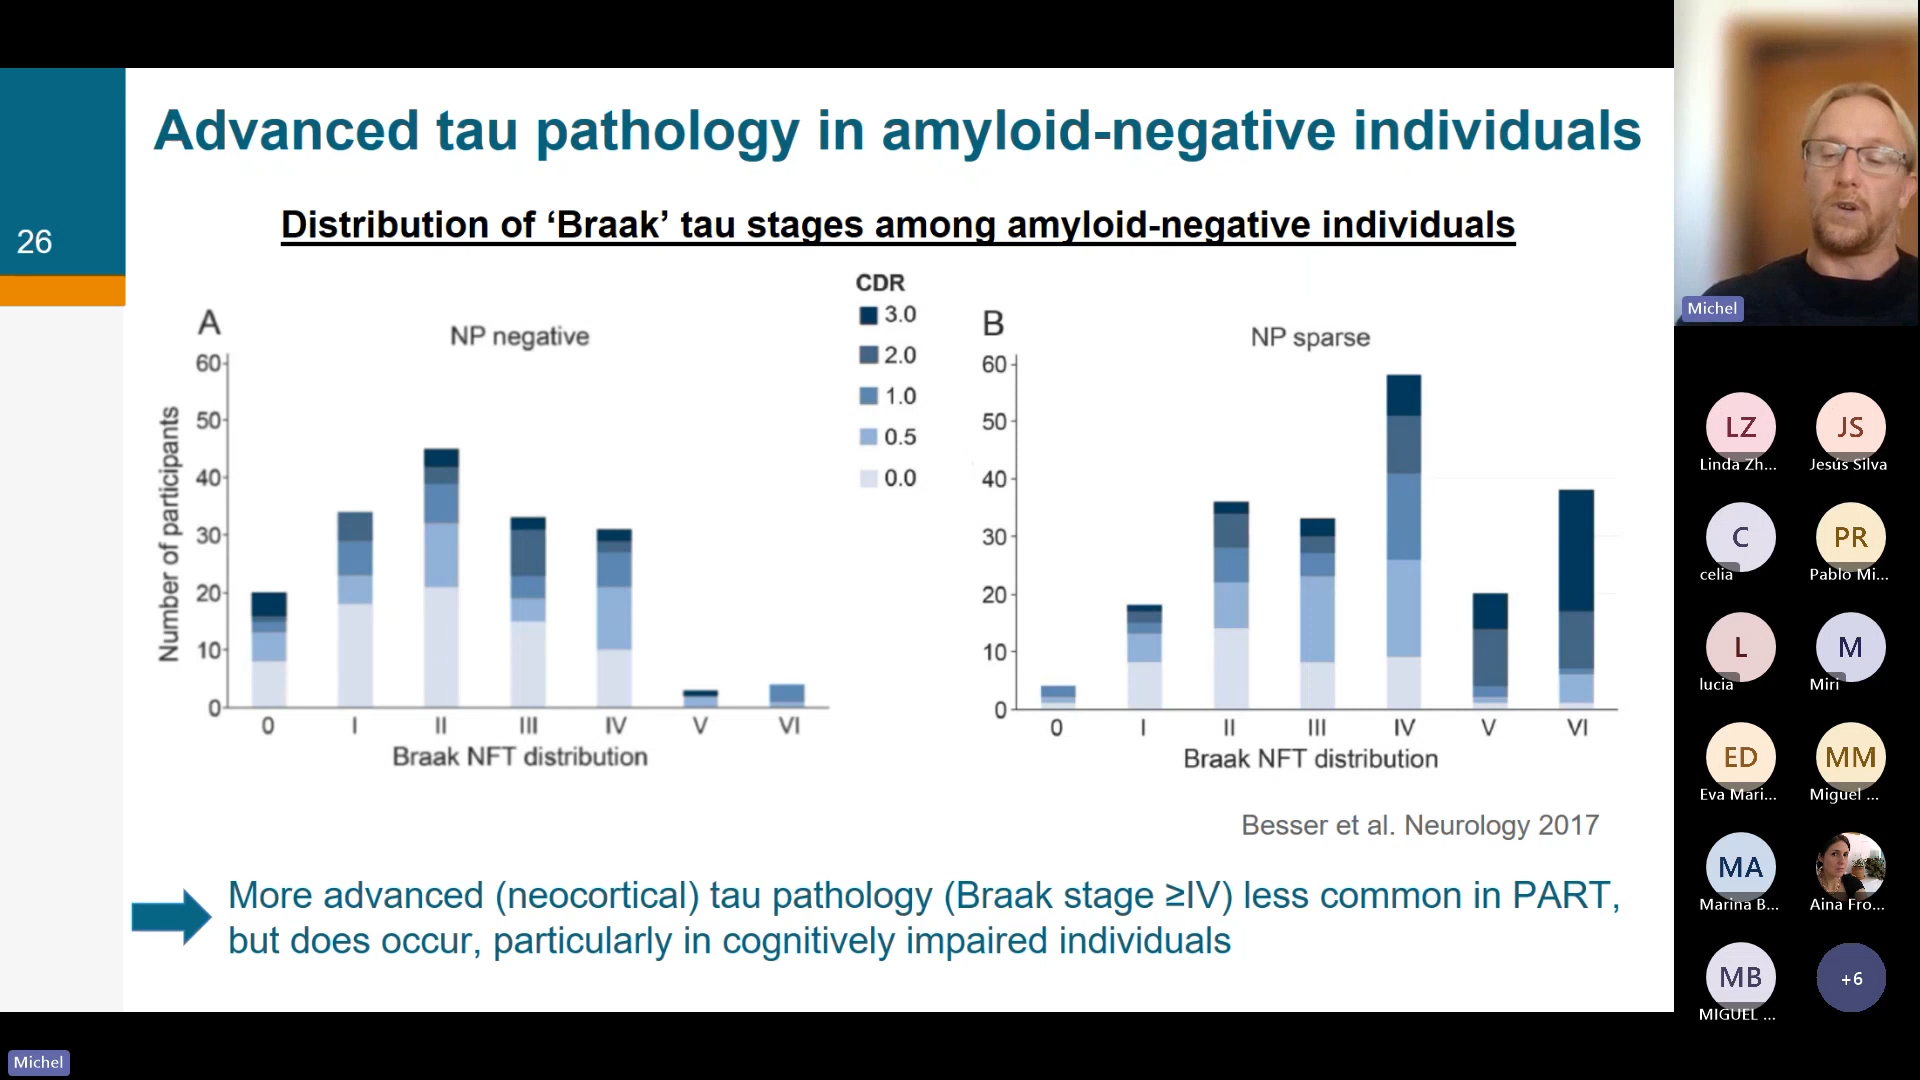 Advanced tau pathology in amyloid-negative individuals
26
Distribution of ‘Braak’ tau stages among amyloid-negative individuals
A
NP negative
60
50
40
30
20
10
0
Number of participants
0 I II III IV V VI
Braak NFT distribution
CDR
3.0
2.0
1.0
0.5
0.0
B
NP sparse
60
50
40
30
20
10
0
0 I II III IV V VI
Braak NFT distribution
Besser et al. Neurology 2017
More advanced (neocortical) tau pathology (Braak stage ≥IV) less common in PART,
but does occur, particularly in cognitively impaired individuals
Michel
LZ
Linda Zh...
JS
Jesús Silva
C
celia
PR
Pablo Mi...
L
lucia
M
Miri
ED
Eva Mari...
MM
Miguel ...
MA
Marina B...
Aina Fro...
MB
MIGUEL ...
+6
Michel